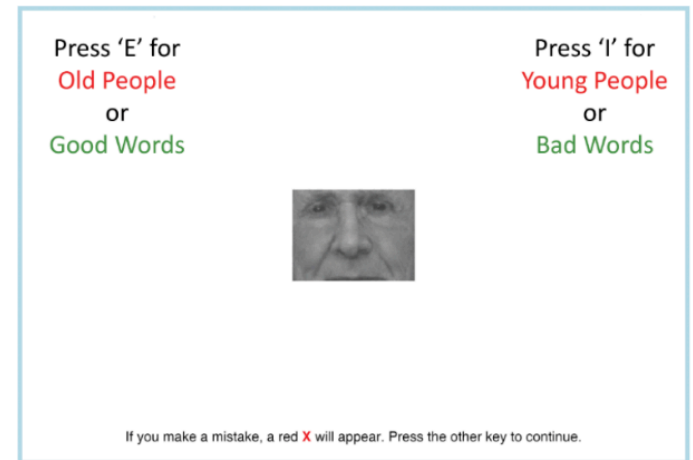 Press ‘E’ for
Old People
or
Good Words
Press ‘I’ for
Young People
or
Bad Words
If you make a mistake, a red X will appear. Press the other key to continue.